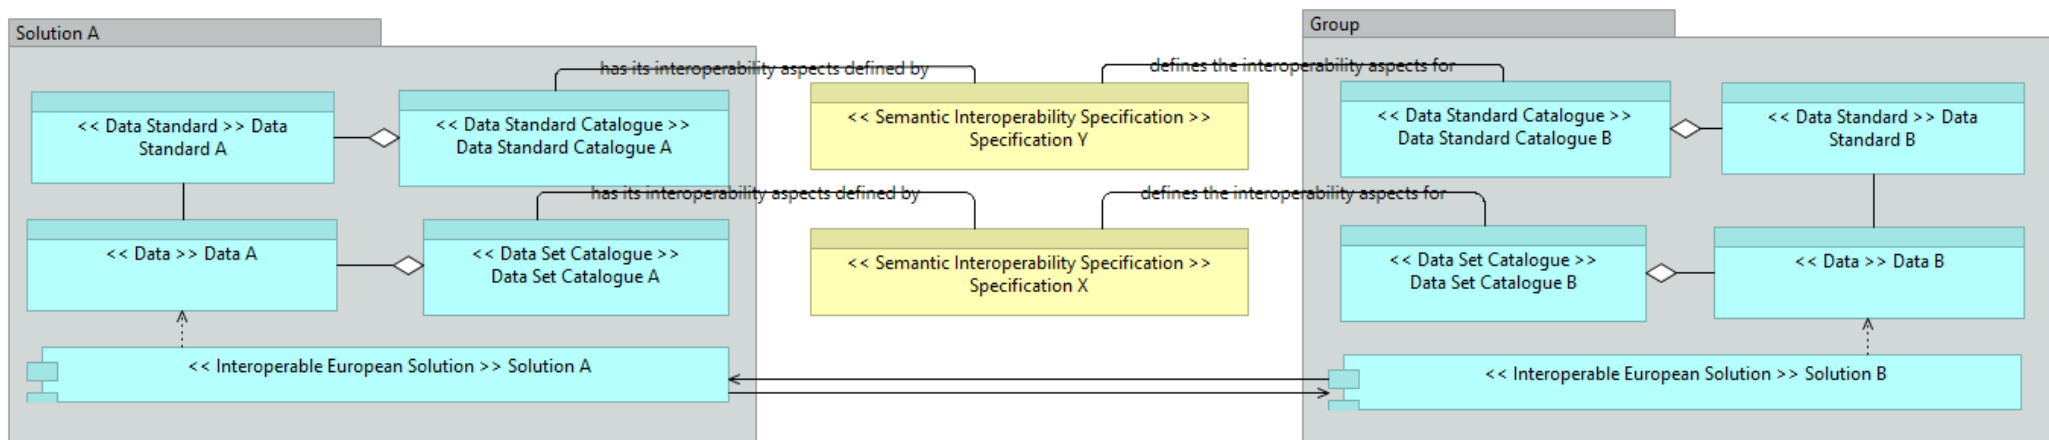 Solution A
Group
has its interoperability aspects defined by
defines the interoperability aspects for
<< Data Standard >> Data
Standard A
<< Data Standard Catalogue >>
Data Standard Catalogue A
<< Semantic Interoperability Specification >>
Specification Y
<< Data Standard Catalogue >>
Data Standard Catalogue B
<< Data Standard >> Data
Standard B
has its interoperability aspects defined by
defines the interoperability aspects for
<< Data >> Data A
<< Data Set Catalogue >>
Data Set Catalogue A
<< Semantic Interoperability Specification >>
Specification X
<< Data Set Catalogue >>
Data Set Catalogue B
<< Data >> Data B
<< Interoperable European Solution >> Solution A
<< Interoperable European Solution >> Solution B